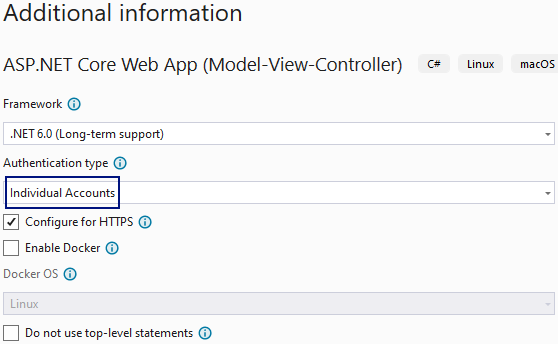 Additional information
ASP.NET Core Web App (Model-View-Controller) C# Linux macOS
Framework
.NET 6.0 (Long-term support)
Authentication type
Individual Accounts
Configure for HTTPS
Enable Docker
Docker OS
Linux
Do not use top-level statements